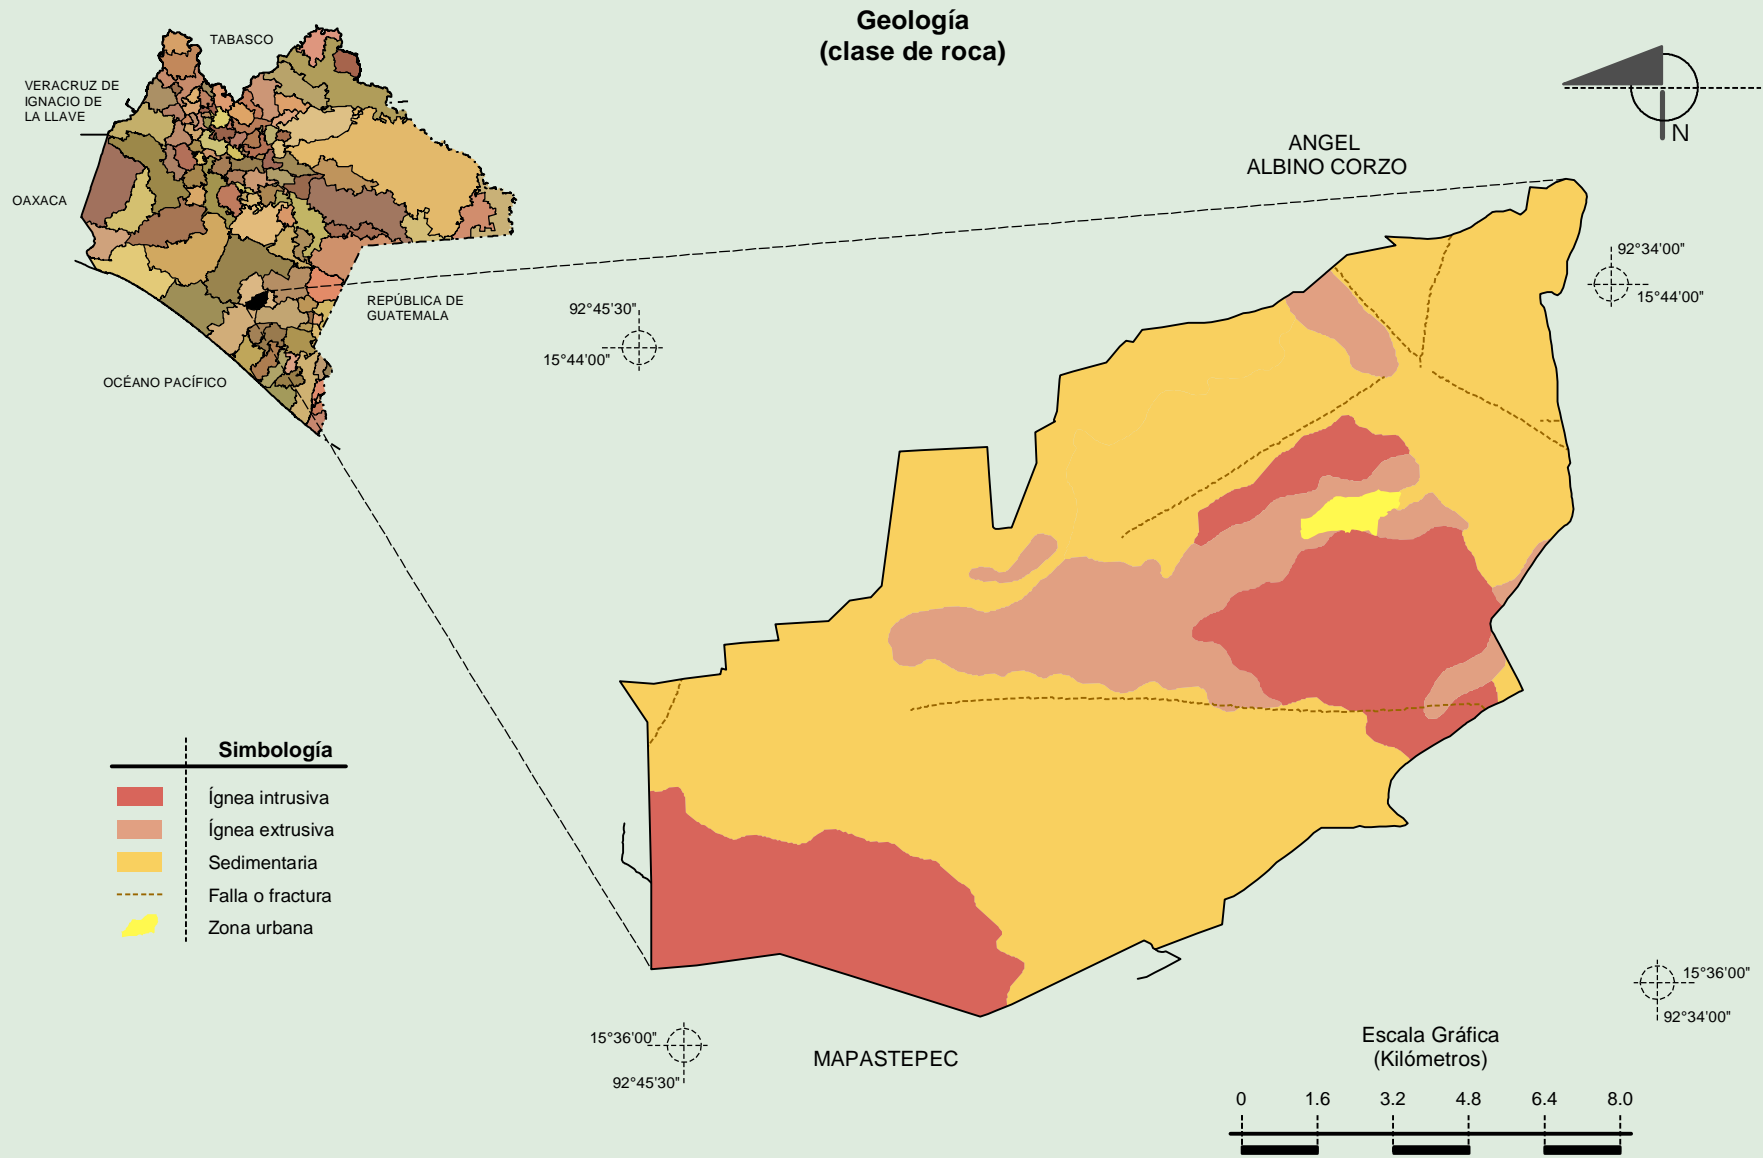 Geología
(clase de roca)
TABASCO
VERACRUZ DE
IGNACIO DE
LA LLAVE
OAXACA
REPÚBLICA DE
GUATEMALA
OCÉANO PACÍFICO
N
ANGEL
ALBINO CORZO
92°34'00"
15°44'00"
92°45'30"
15°44'00"
Simbología
Ígnea intrusiva
Ígnea extrusiva
Sedimentaria
Falla o fractura
Zona urbana
15°36'00"
92°34'00"
15°36'00"
92°45'30"
MAPASTEPEC
Escala Gráfica
(Kilómetros)
0 1.6 3.2 4.8 6.4 8.0